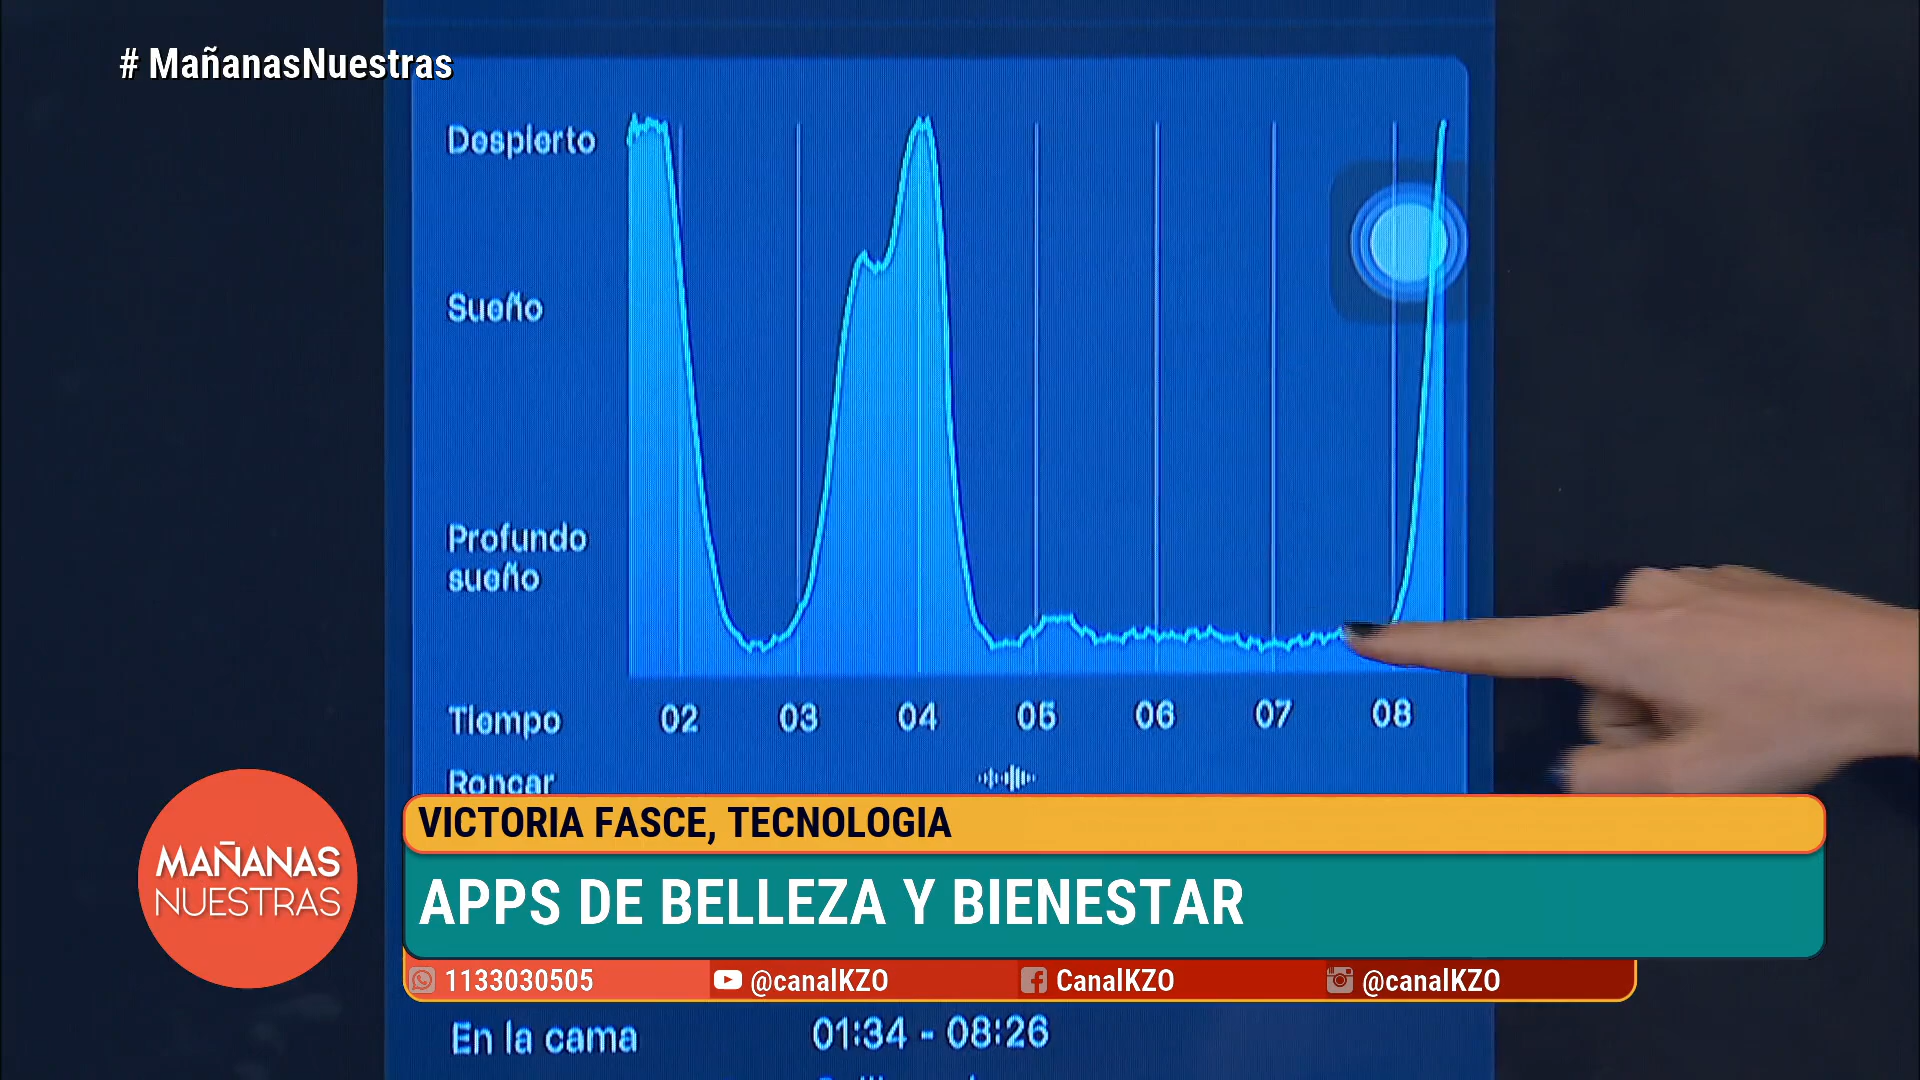 # MañanasNuestras
Despierto
Sueño
Profundo
sueño
Tiempo 02 03 04 05 06 07 08
Roncar
VICTORIA FASCE, TECNOLOGIA
MAÑANAS
NUESTRAS
APPS DE BELLEZA Y BIENESTAR
1133030505 @canalKZO CanalKZO @canalKZO
En la cama 01:34 - 08:26